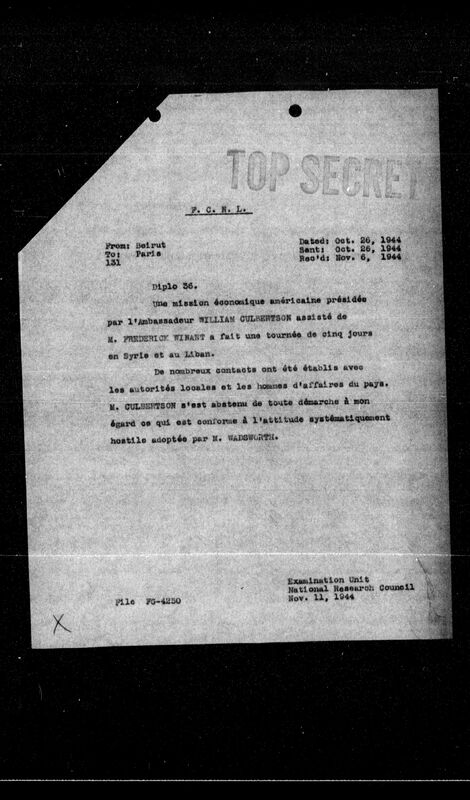 TOP SECRET
F. C. N. L.
From: Beirut
To: Paris
131
Dated: Oct. 26, 1944
Sent: Oct. 26, 1944
Rec'd: Nov. 6, 1944
Diplo 36.
Une mission économique américaine présidée
par l'Ambassadeur WILLIAM CULBERTSON assisté de
M. FREDERICK WINANT a fait une tournée de cinq jours
en Syrie et au Liban.
De nombreux contacts ont été établis avec
les autorités locales et les hommes d'affaires du pays.
M. CULBERTSON s'est abstenu de toute démarche à mon
égard ce qui est conforme à l'attitude systématiquement
hostile adoptée par M. WADSWORTH.
Examination Unit
National Research Council
Nov. 11, 1944
File FG-4250
X